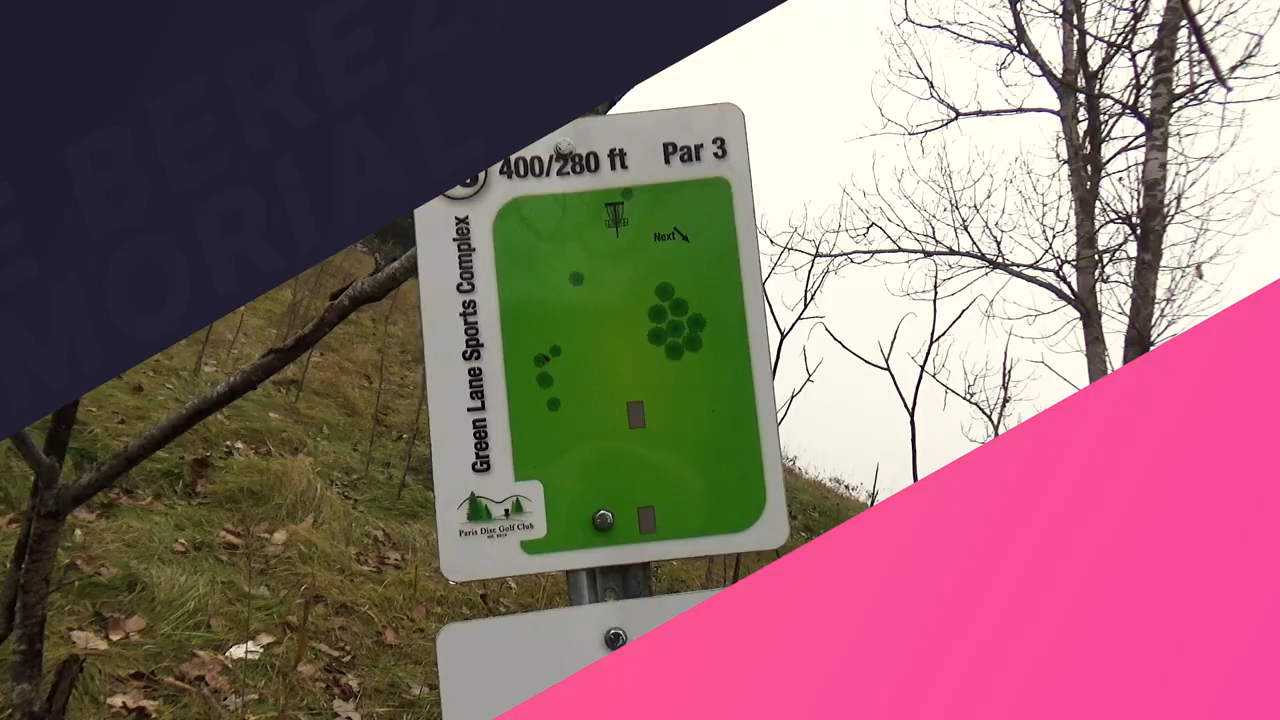 400/280 ft Par 3
Next
Green Lane Sports Complex
Paris Disc Golf Club